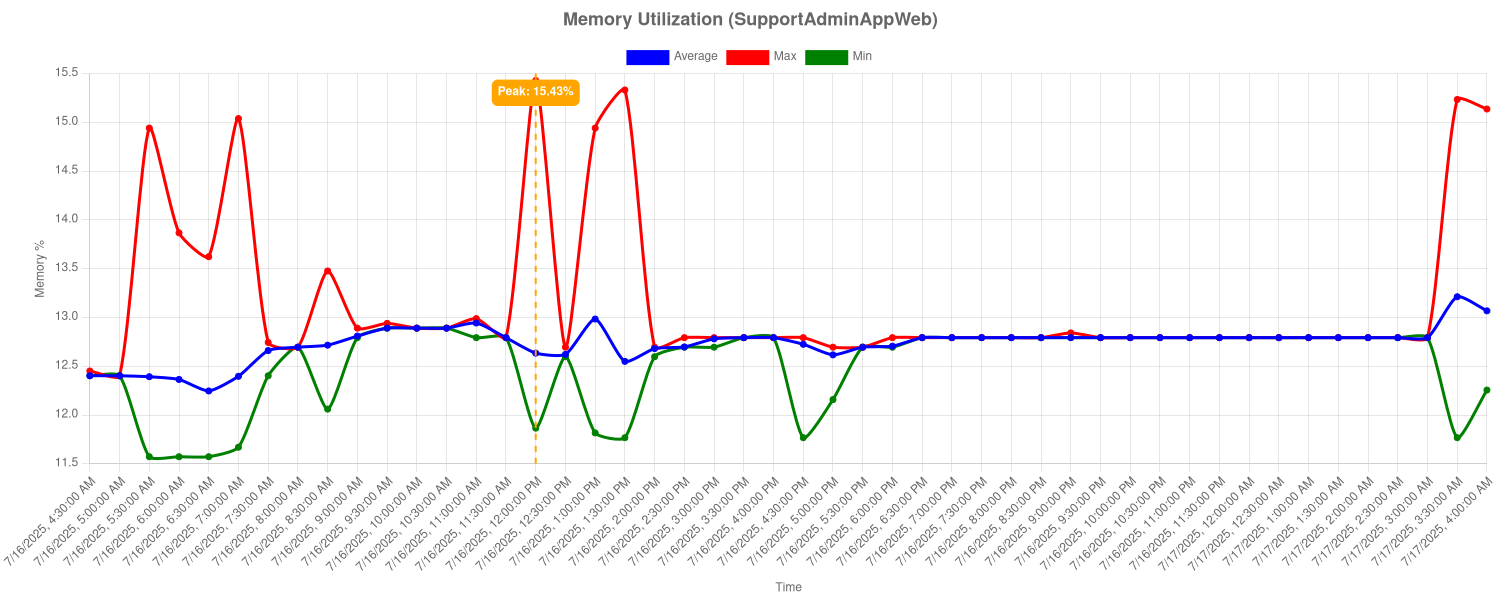 Memory Utilization (SupportAdminAppWeb)
Average Max Min
15.5
15.0
14.5
14.0
13.5
13.0
12.5
12.0
11.5
Memory %
Peak: 15.43%
7/16/2025, 4:30:00 AM
7/16/2025, 5:00:00 AM
7/16/2025, 5:30:00 AM
7/16/2025, 6:00:00 AM
7/16/2025, 6:30:00 AM
7/16/2025, 7:00:00 AM
7/16/2025, 7:30:00 AM
7/16/2025, 8:00:00 AM
7/16/2025, 8:30:00 AM
7/16/2025, 9:00:00 AM
7/16/2025, 9:30:00 AM
7/16/2025, 10:00:00 AM
7/16/2025, 10:30:00 AM
7/16/2025, 11:00:00 AM
7/16/2025, 11:30:00 AM
7/16/2025, 12:00:00 PM
7/16/2025, 12:30:00 PM
7/16/2025, 1:00:00 PM
7/16/2025, 1:30:00 PM
7/16/2025, 2:00:00 PM
7/16/2025, 2:30:00 PM
7/16/2025, 3:00:00 PM
7/16/2025, 3:30:00 PM
7/16/2025, 4:00:00 PM
7/16/2025, 4:30:00 PM
7/16/2025, 5:00:00 PM
7/16/2025, 5:30:00 PM
7/16/2025, 6:00:00 PM
7/16/2025, 6:30:00 PM
7/16/2025, 7:00:00 PM
7/16/2025, 7:30:00 PM
7/16/2025, 8:00:00 PM
7/16/2025, 8:30:00 PM
7/16/2025, 9:00:00 PM
7/16/2025, 9:30:00 PM
7/16/2025, 10:00:00 PM
7/16/2025, 10:30:00 PM
7/16/2025, 11:00:00 PM
7/16/2025, 11:30:00 PM
7/17/2025, 12:00:00 AM
7/17/2025, 12:30:00 AM
7/17/2025, 1:00:00 AM
7/17/2025, 1:30:00 AM
7/17/2025, 2:00:00 AM
7/17/2025, 2:30:00 AM
7/17/2025, 3:00:00 AM
7/17/2025, 3:30:00 AM
7/17/2025, 4:00:00 AM
Time